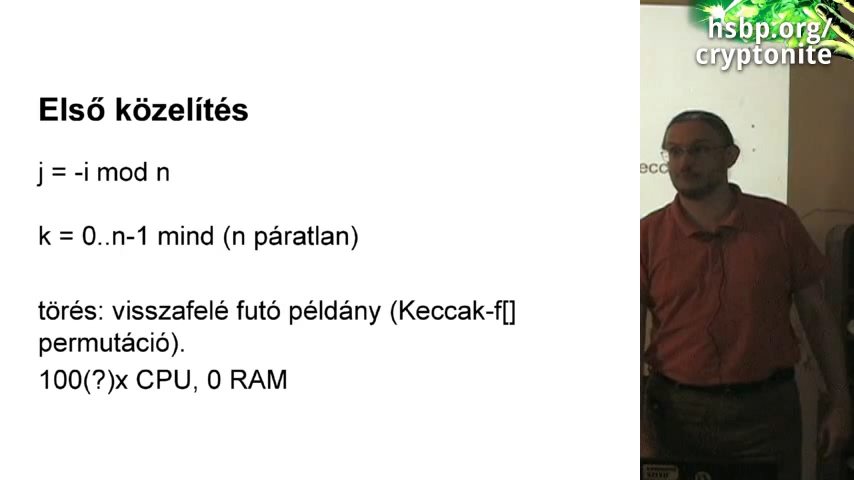 hsbp.org/
cryptonite
Első közelítés
j = -i mod n
k = 0..n-1 mind (n páratlan)
törés: visszafelé futó példány (Keccak-f[]
permutáció).
100(?)x CPU, 0 RAM